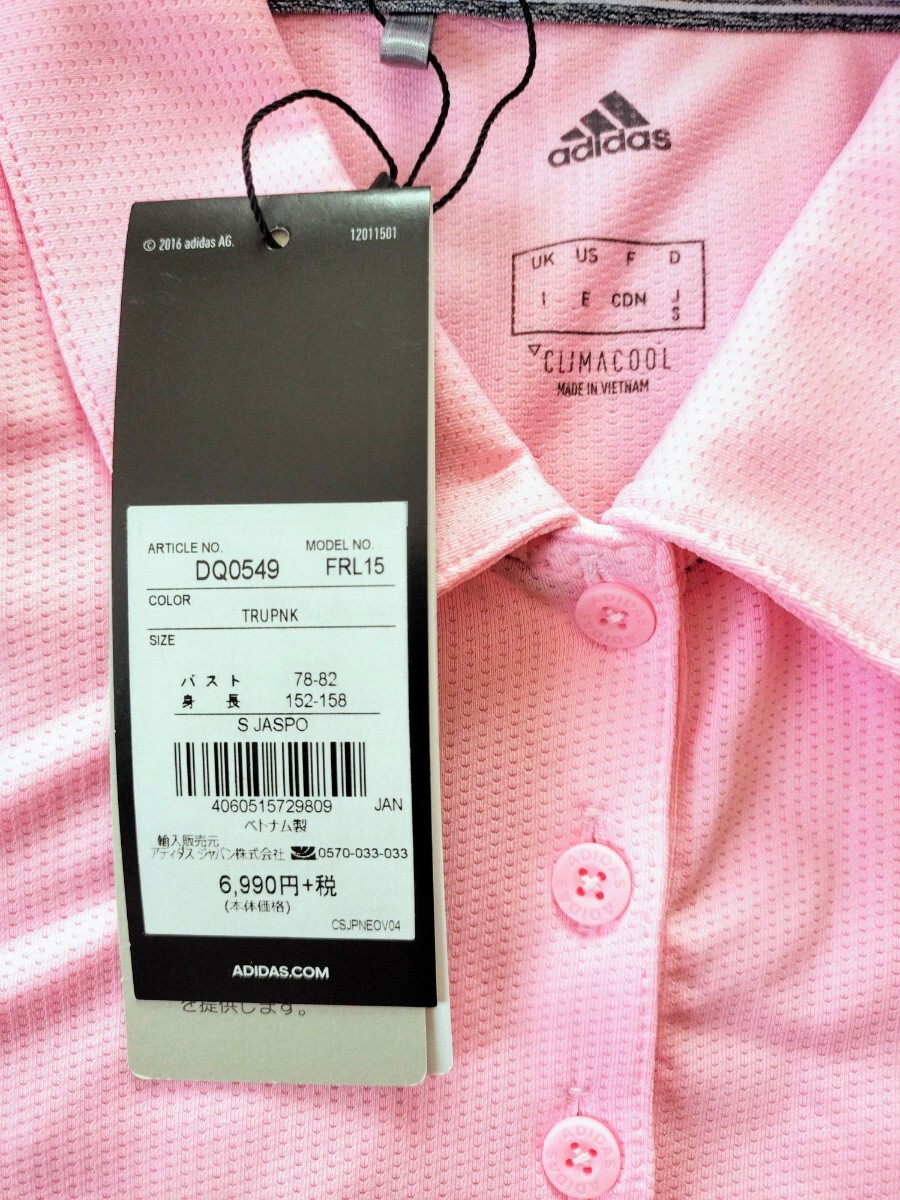 adidas
UK US F D
I E CDN J
S
CLIMACOOL
MADE IN VIETNAM
© 2016 adidas AG.
12011501
ARTICLE NO. MODEL NO.
DQ0549 FRL15
COLOR
TRUPNK
SIZE
バスト 78-82
身長 152-158
S JASPO
4060515729809 JAN
ベトナム製
輸入販売元
アディダス ジャパン株式会社 0570-033-033
6,990円+税
(本体価格)
CSJPNEOV04
ADIDAS.COM
を提供します。
ADIDAS ADIDAS
ADIDAS ADIDAS